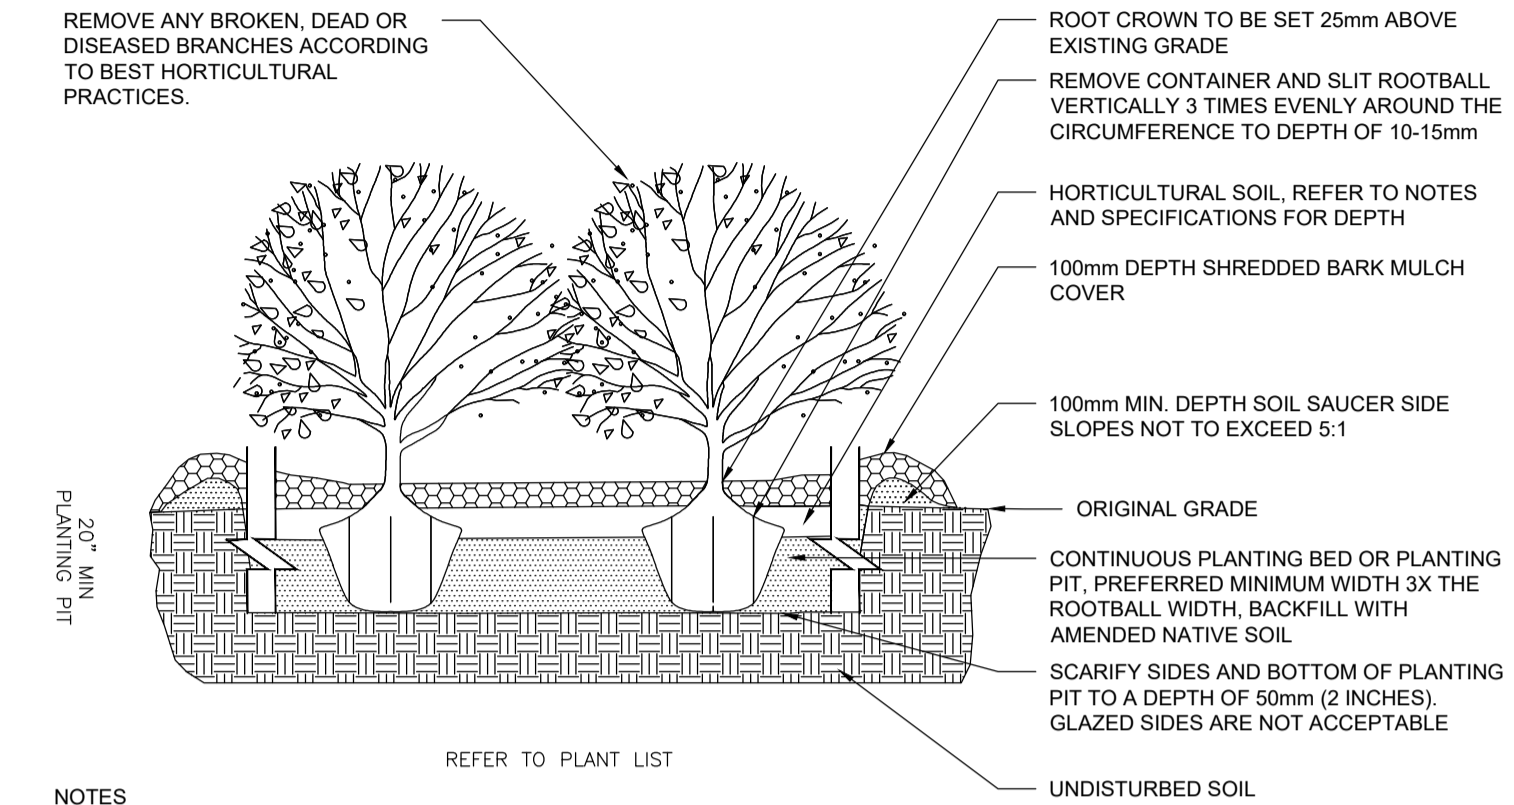 REMOVE ANY BROKEN, DEAD OR
DISEASED BRANCHES ACCORDING
TO BEST HORTICULTURAL
PRACTICES.
ROOT CROWN TO BE SET 25mm ABOVE
EXISTING GRADE
REMOVE CONTAINER AND SLIT ROOTBALL
VERTICALLY 3 TIMES EVENLY AROUND THE
CIRCUMFERENCE TO DEPTH OF 10-15mm
HORTICULTURAL SOIL, REFER TO NOTES
AND SPECIFICATIONS FOR DEPTH
100mm DEPTH SHREDDED BARK MULCH
COVER
100mm MIN. DEPTH SOIL SAUCER SIDE
SLOPES NOT TO EXCEED 5:1
ORIGINAL GRADE
CONTINUOUS PLANTING BED OR PLANTING
PIT, PREFERRED MINIMUM WIDTH 3X THE
ROOTBALL WIDTH, BACKFILL WITH
AMENDED NATIVE SOIL
SCARIFY SIDES AND BOTTOM OF PLANTING
PIT TO A DEPTH OF 50mm (2 INCHES).
GLAZED SIDES ARE NOT ACCEPTABLE
UNDISTURBED SOIL
20" MIN
PLANTING PIT
REFER TO PLANT LIST
NOTES